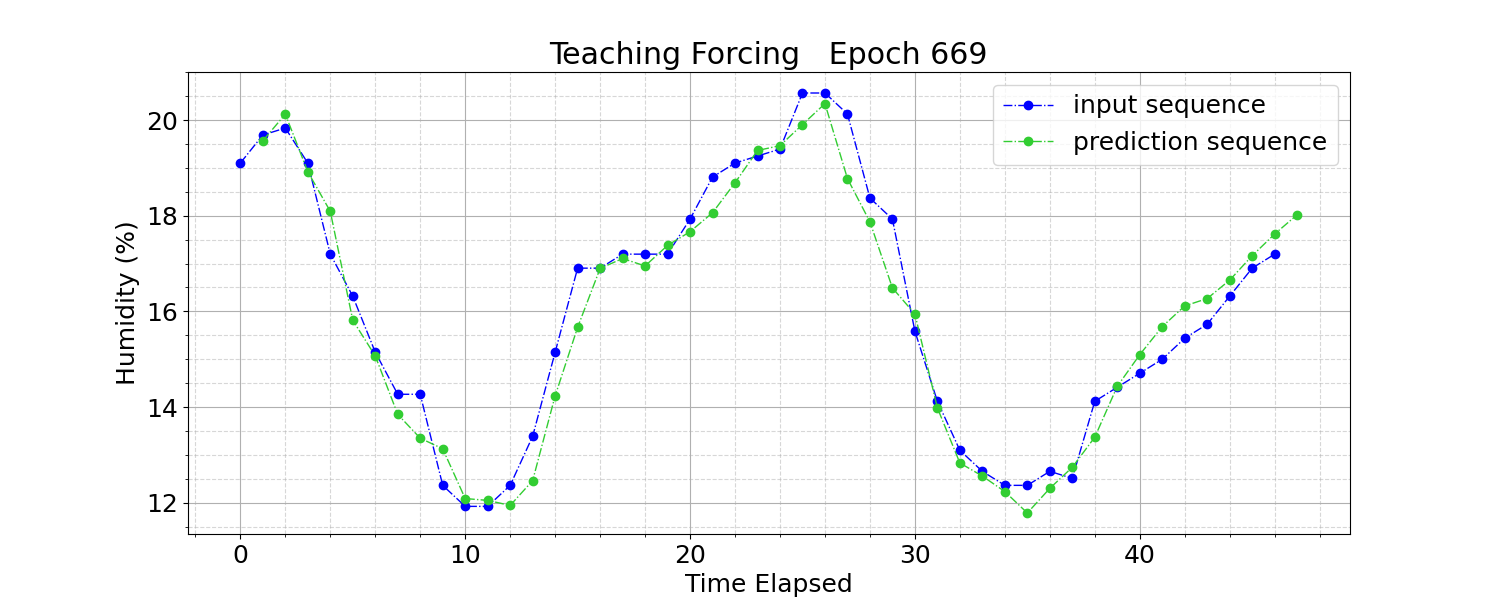 Teaching Forcing   Epoch 669
input sequence
prediction sequence
Humidity (%)
20
18
16
14
12
0 10 20 30 40
Time Elapsed